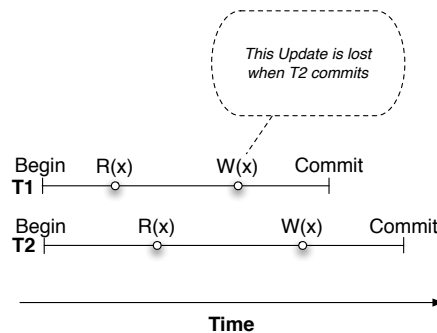 This Update is lost
when T2 commits
Begin R(x) W(x) Commit
T1
Begin R(x) W(x) Commit
T2
Time